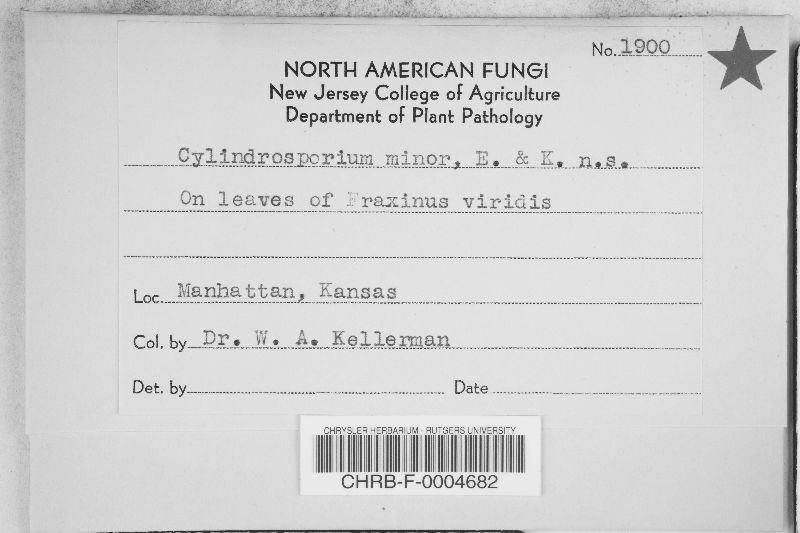 No. 1900
NORTH AMERICAN FUNGI
New Jersey College of Agriculture
Department of Plant Pathology
Cylindrosporium minor, E. & K. n.s.
On leaves of Fraxinus viridis
Loc. Manhattan, Kansas
Col. by Dr. W. A. Kellerman
Det. by Date
CHRYSLER HERBARIUM - RUTGERS UNIVERSITY
CHRB-F-0004682